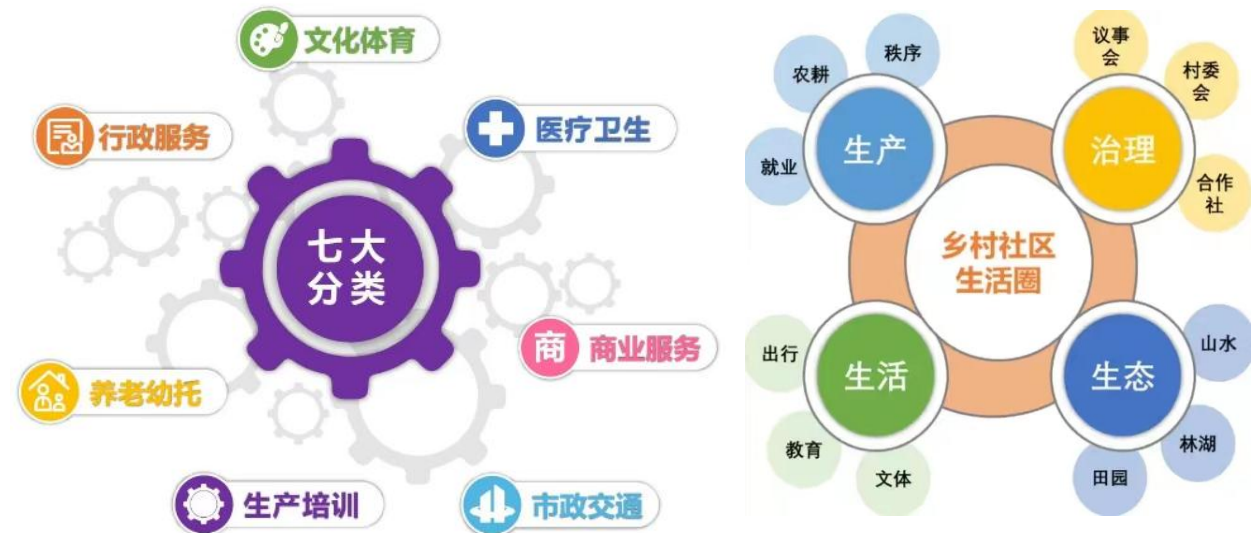 文化体育
行政服务
医疗卫生
七大
分类
商
商业服务
养老幼托
生产培训
市政交通
农耕
秩序
就业
生产
议事
会
村委
会
合作
社
治理
乡村社区
生活圈
出行
教育
文体
生活
生态
山水
林湖
田园